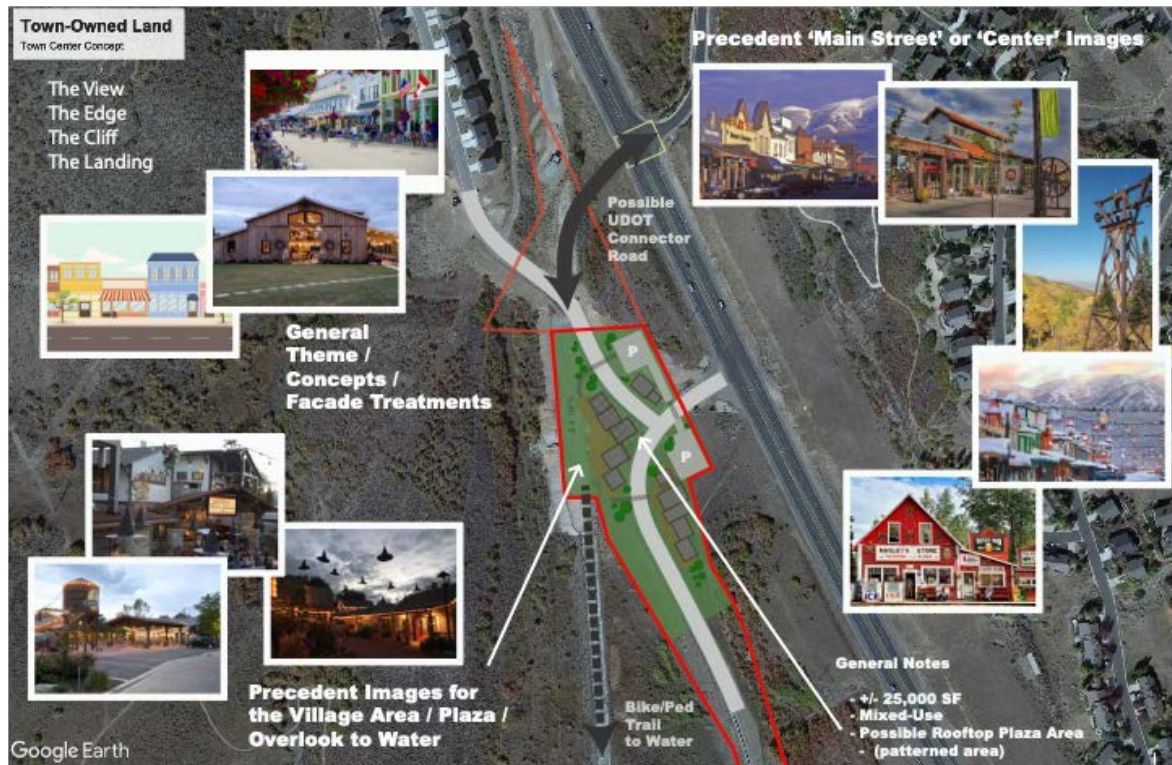 Town-Owned Land
Town Center Concept
The View
The Edge
The Cliff
The Landing
Precedent 'Main Street' or 'Center' Images
Possible
UDOT
Connector
Road
General
Theme /
Concepts /
Facade Treatments
P
P
STORE
ICE
Precedent Images for
the Village Area / Plaza /
Overlook to Water
Bike/Ped
Trail
to Water
General Notes
- +/- 25,000 SF
- Mixed-Use
- Possible Rooftop Plaza Area
- (patterned area)
Google Earth
1